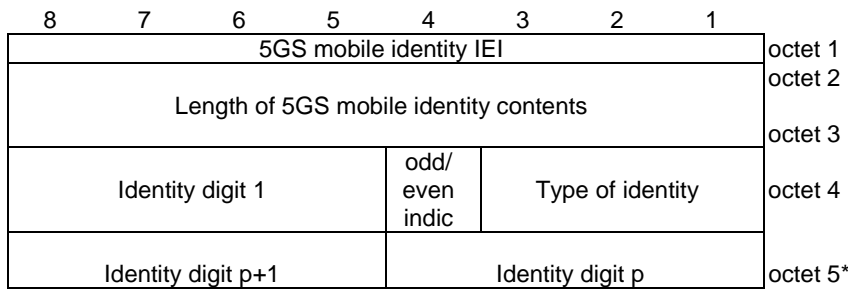 8 7 6 5 4 3 2 1
5GS mobile identity IEI octet 1
octet 2
Length of 5GS mobile identity contents
octet 3
odd/
Identity digit 1 even Type of identity octet 4
indic
Identity digit p+1 Identity digit p octet 5*